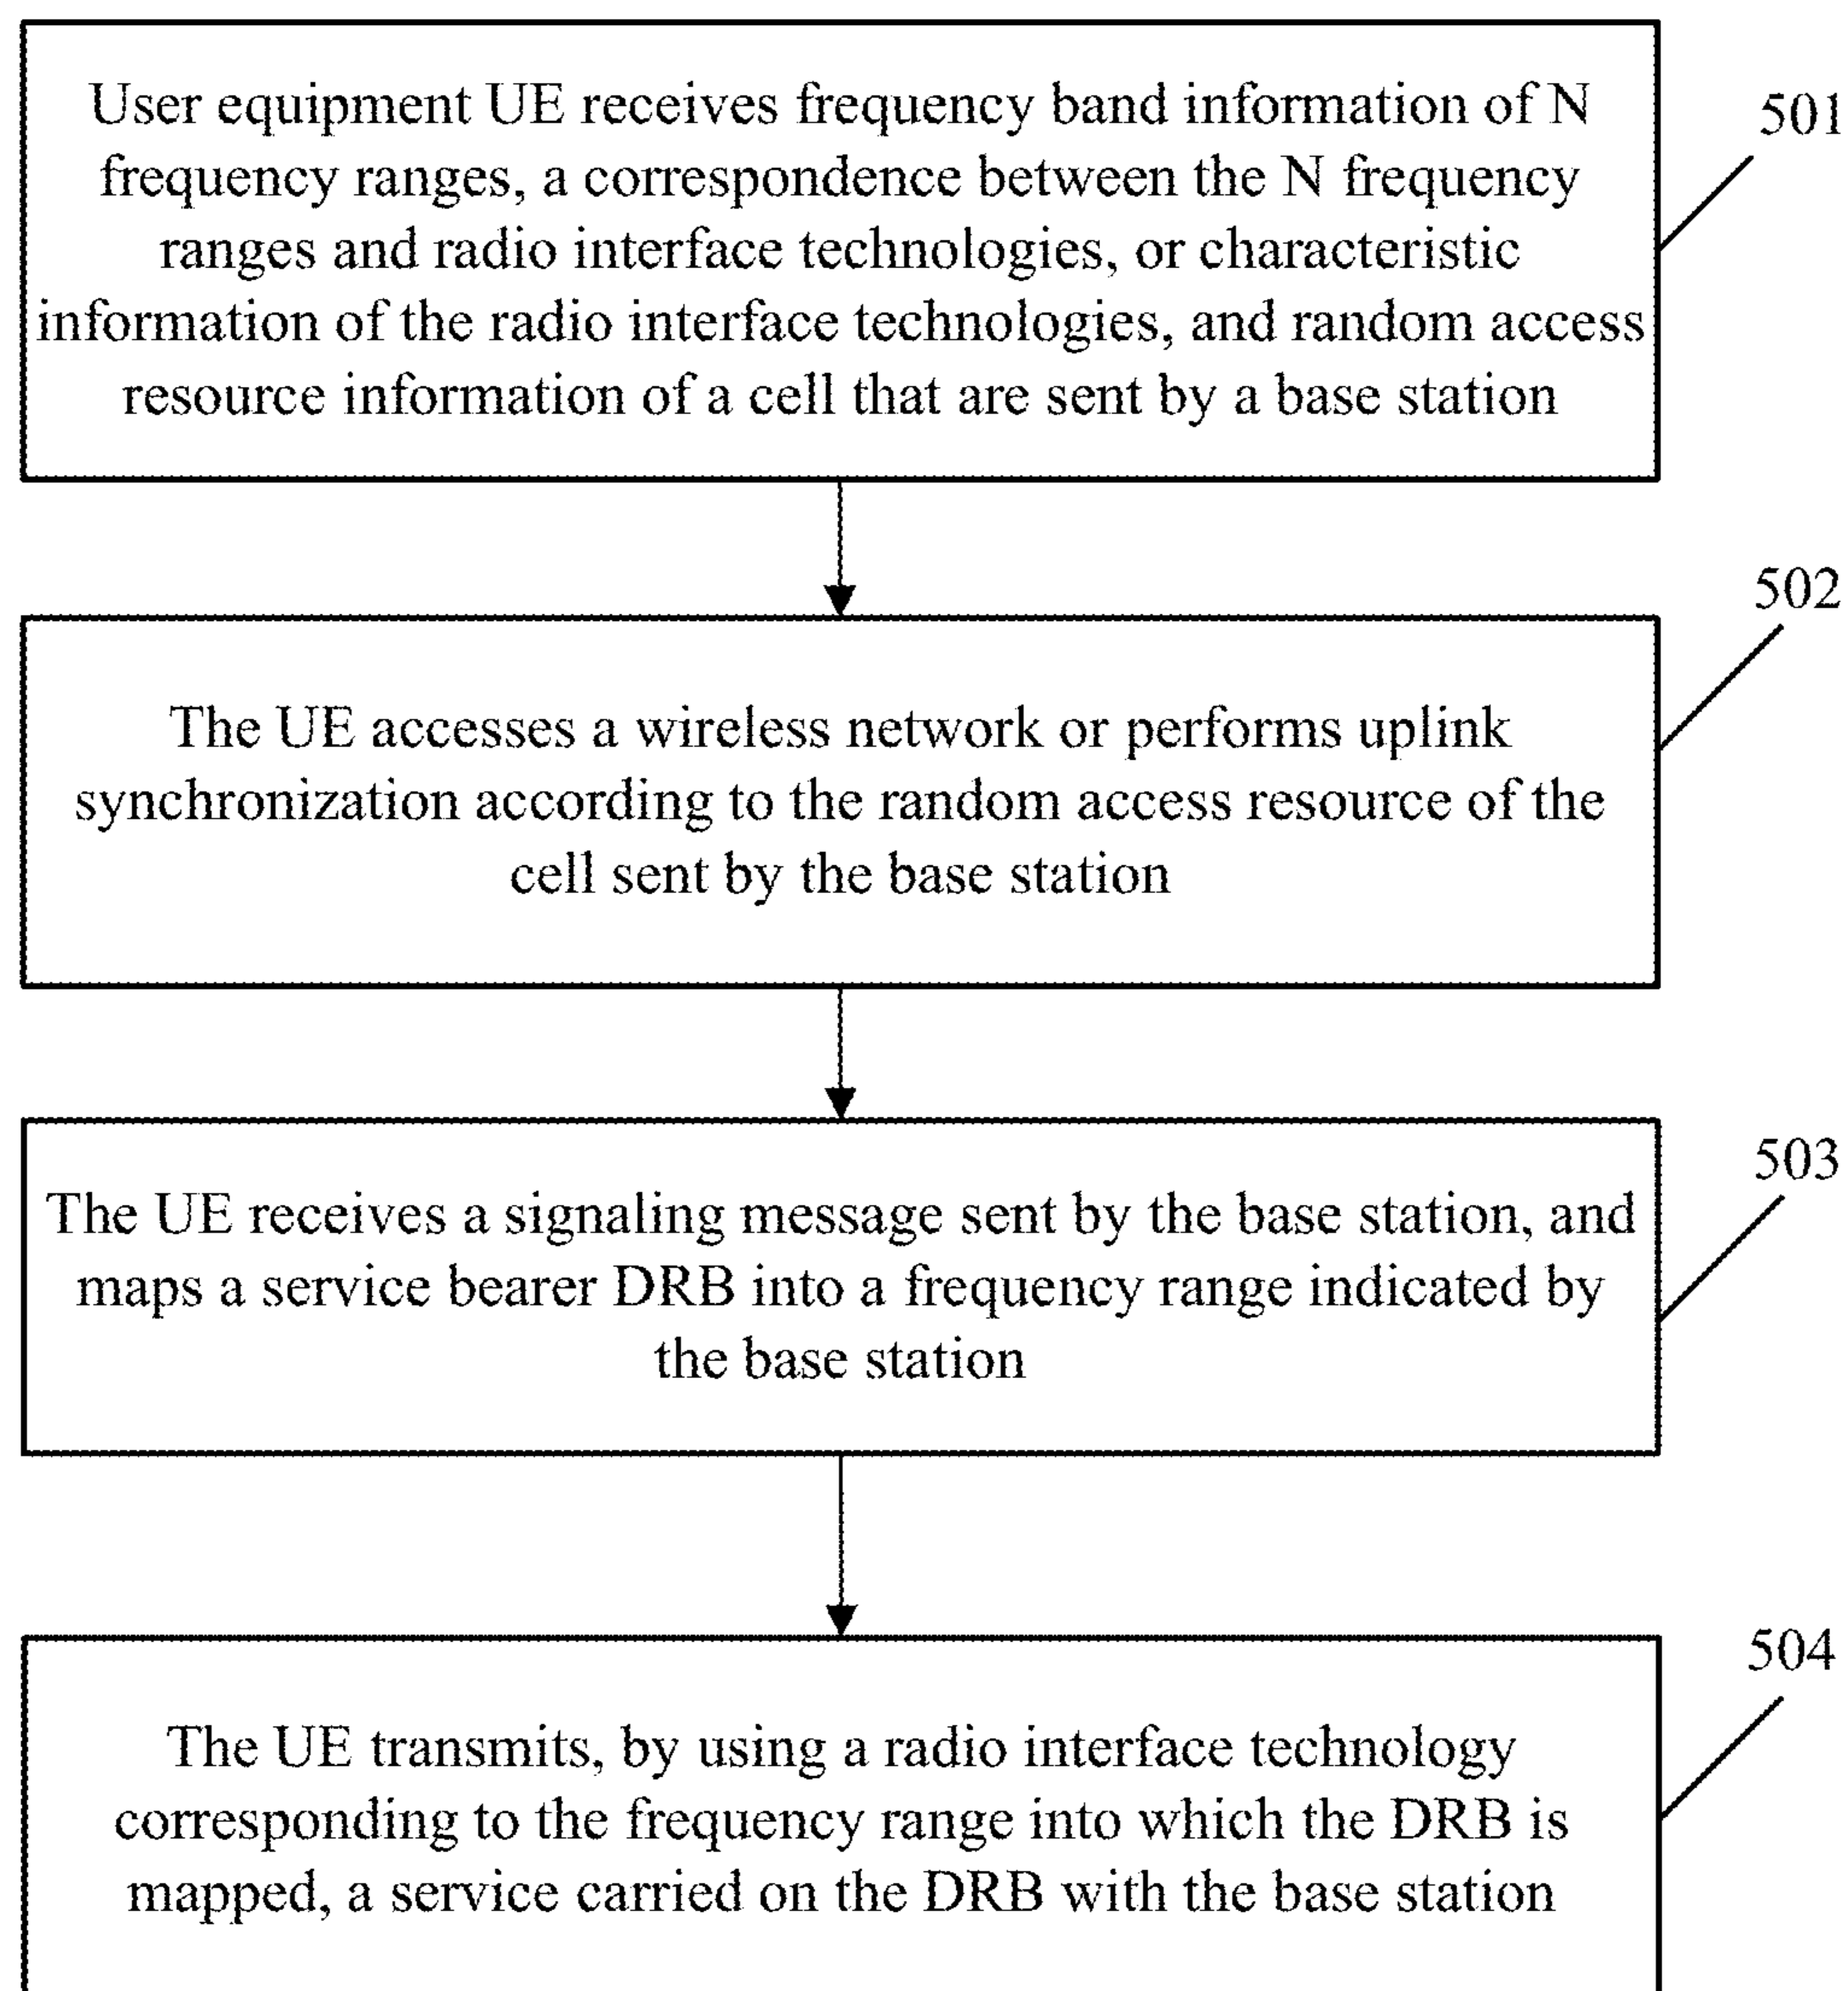 User equipment UE receives frequency band information of N
frequency ranges, a correspondence between the N frequency
ranges and radio interface technologies, or characteristic
information of the radio interface technologies, and random access
resource information of a cell that are sent by a base station
501
The UE accesses a wireless network or performs uplink
synchronization according to the random access resource of the
cell sent by the base station
502
The UE receives a signaling message sent by the base station, and
maps a service bearer DRB into a frequency range indicated by
the base station
503
The UE transmits, by using a radio interface technology
corresponding to the frequency range into which the DRB is
mapped, a service carried on the DRB with the base station
504